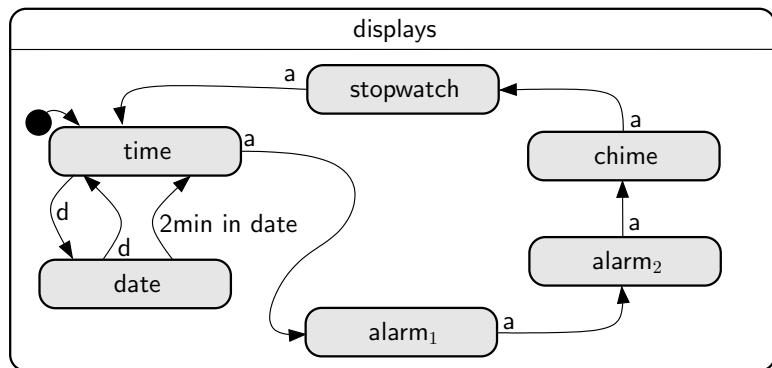 displays
a
stopwatch
a
time
a
chime
d
2min in date
a
d
date
alarm₂
alarm₁
a